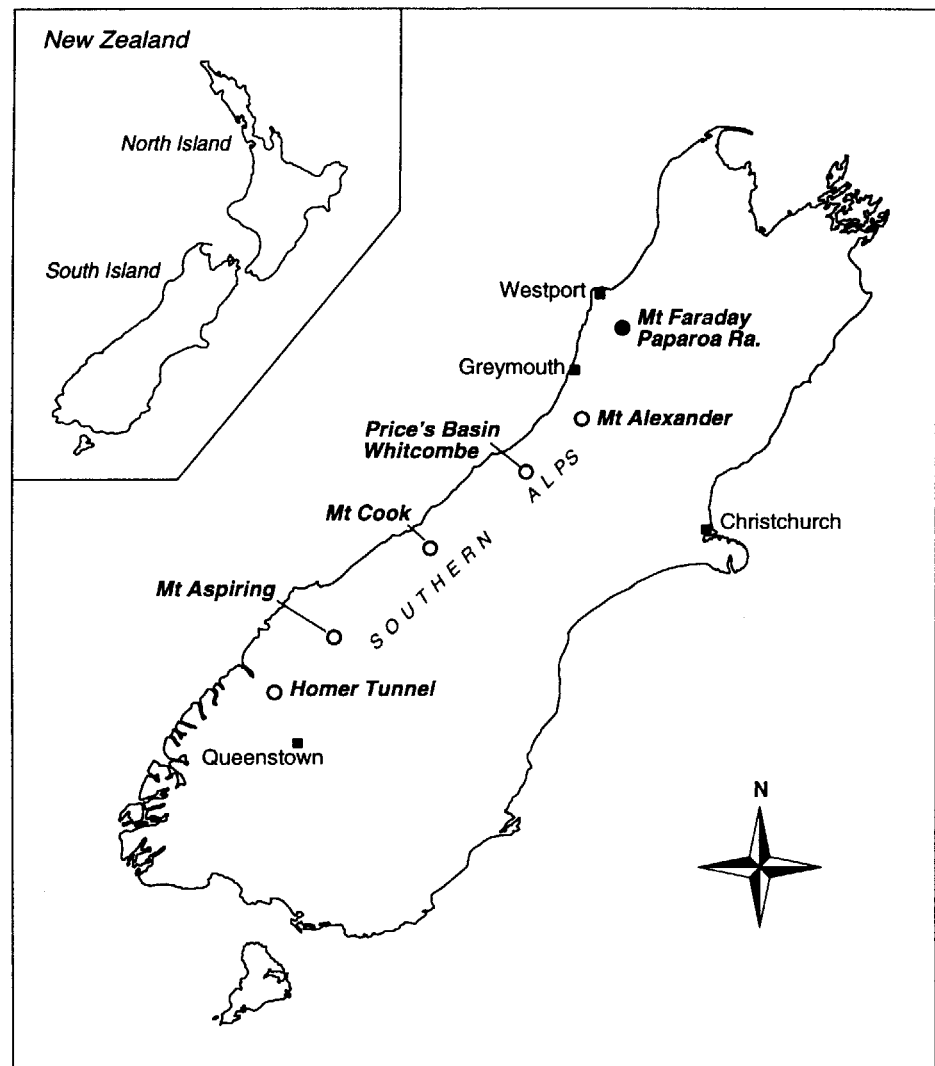 New Zealand
North Island
South Island
Westport
Mt Faraday
Paparoa Ra.
Greymouth
Mt Alexander
Price's Basin
Whitcombe
SOUTHERN ALPS
Mt Cook
Christchurch
Mt Aspiring
Homer Tunnel
Queenstown
N